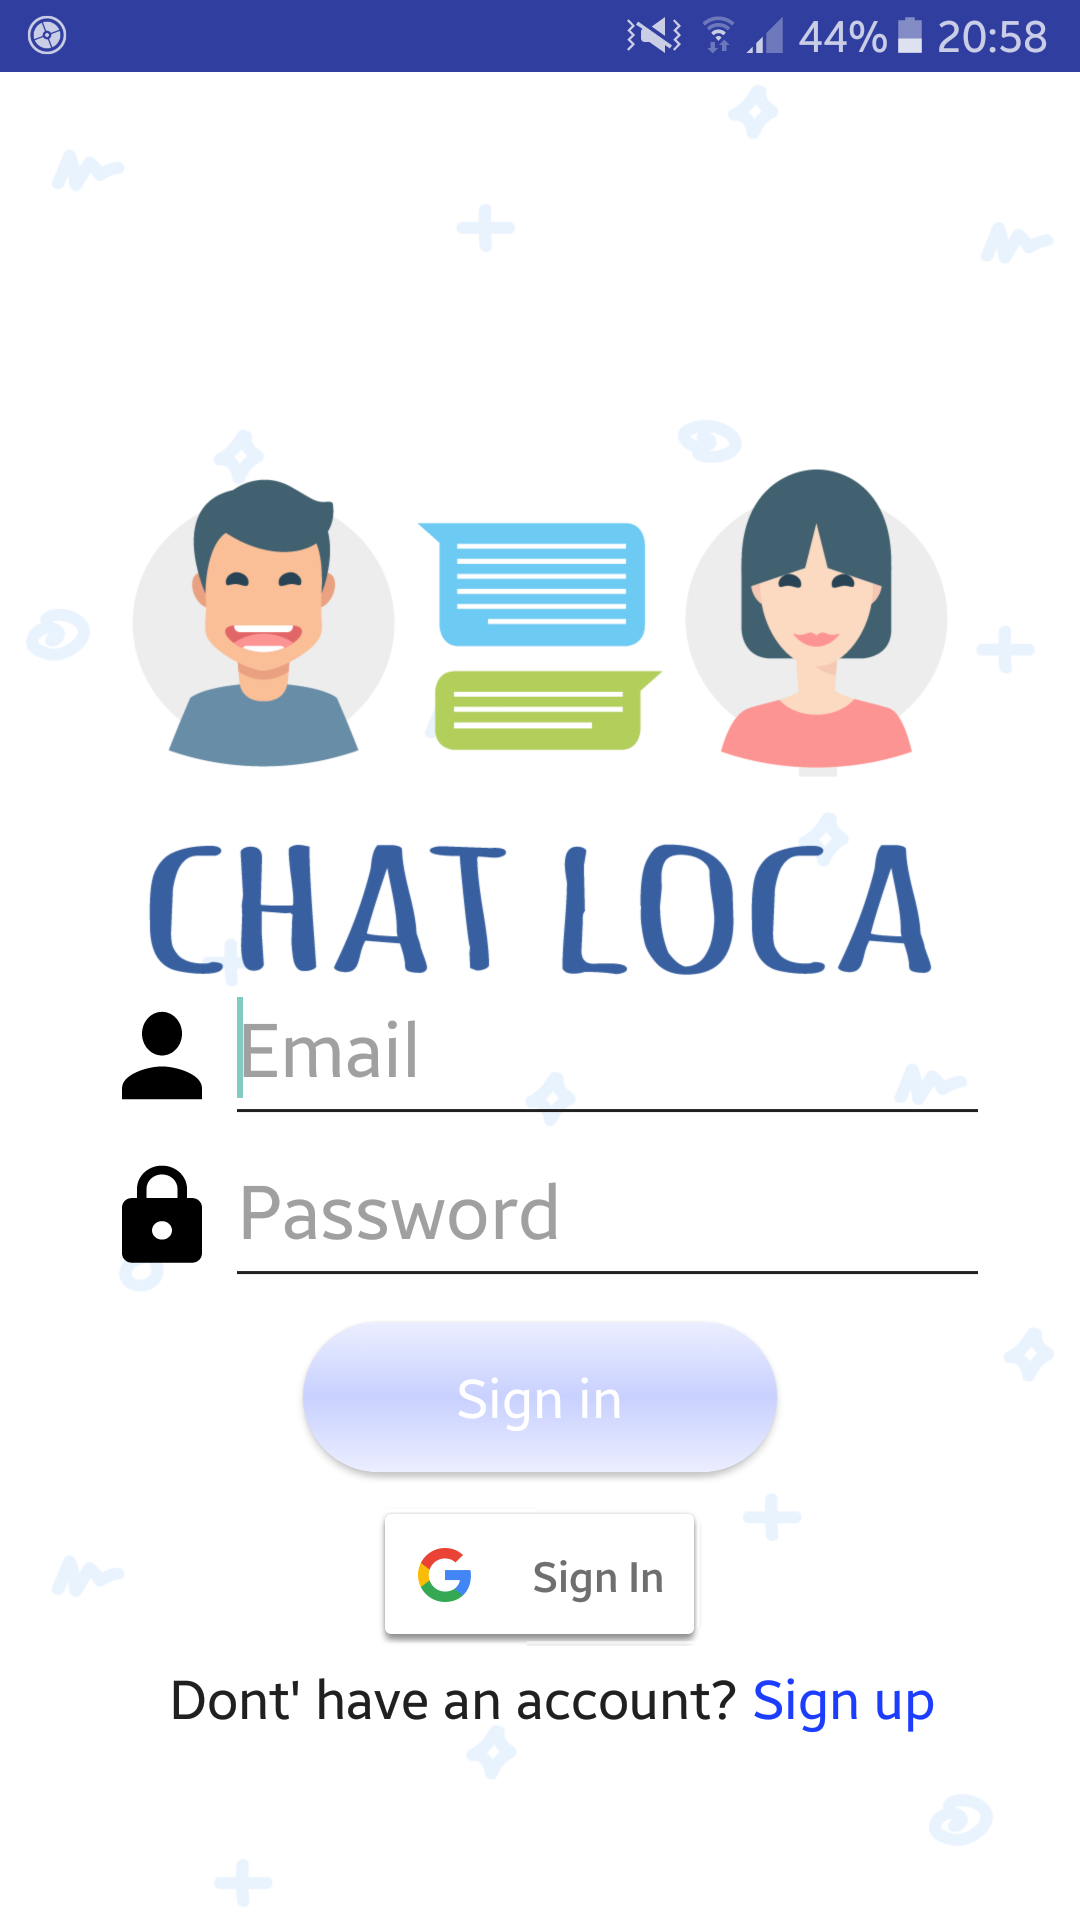 44% 20:58
CHAT LOCA
Email
Password
Sign in
Sign In
Dont' have an account? Sign up